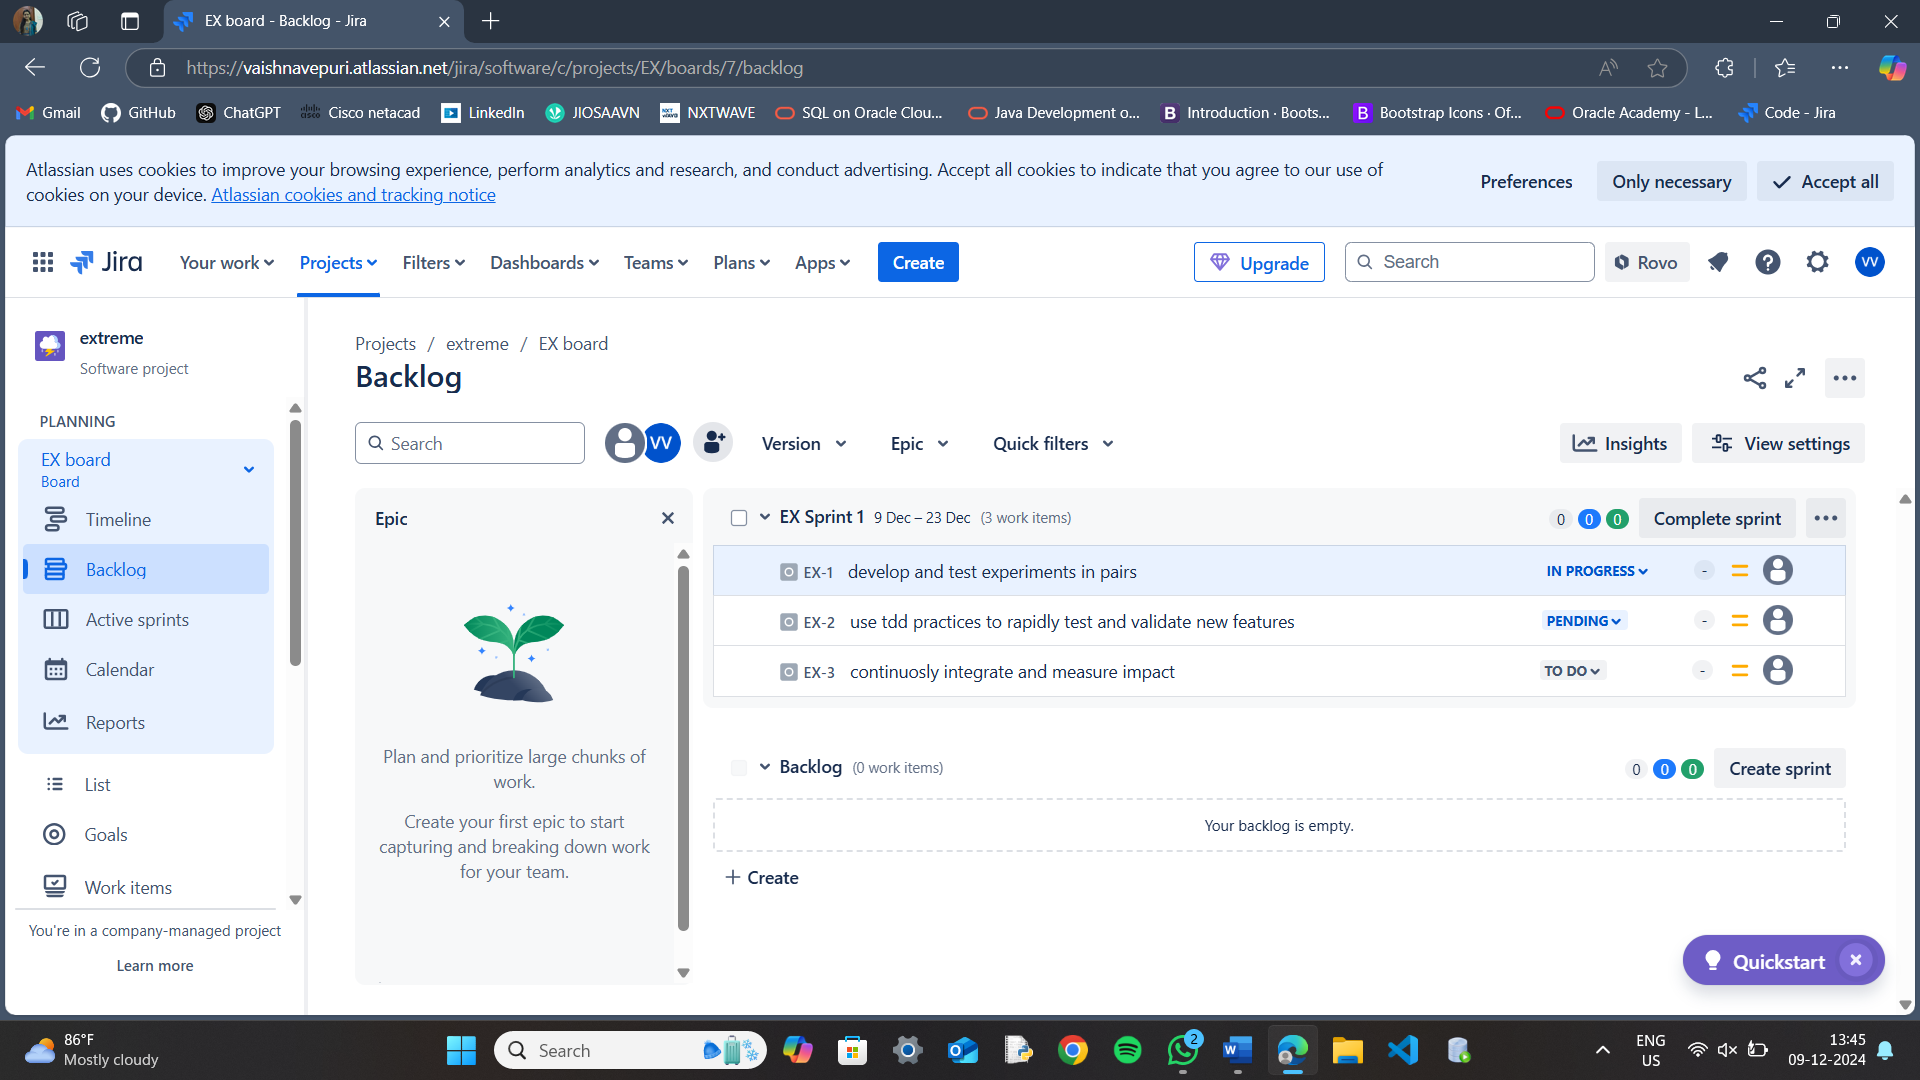 EX board - Backlog - Jira
https://vaishnavepuri.atlassian.net/jira/software/c/projects/EX/boards/7/backlog
Gmail GitHub ChatGPT Cisco netacad LinkedIn JIOSAAVN NXTWAVE SQL on Oracle Clou... Java Development o... Introduction · Boots... Bootstrap Icons · Of... Oracle Academy - L... Code - Jira
Atlassian uses cookies to improve your browsing experience, perform analytics and research, and conduct advertising. Accept all cookies to indicate that you agree to our use of
cookies on your device. Atlassian cookies and tracking notice
Preferences Only necessary Accept all
Jira Your work Projects Filters Dashboards Teams Plans Apps Create Upgrade Search Rovo VV
extreme
Software project
PLANNING
EX board
Board
Timeline
Backlog
Active sprints
Calendar
Reports
List
Goals
Work items
You're in a company-managed project
Learn more
Projects / extreme / EX board
Backlog
Search VV Version Epic Quick filters Insights View settings
Epic
Plan and prioritize large chunks of
work.
Create your first epic to start
capturing and breaking down work
for your team.
EX Sprint 1 9 Dec – 23 Dec (3 work items) 0 0 0 Complete sprint
EX-1 develop and test experiments in pairs IN PROGRESS -
EX-2 use tdd practices to rapidly test and validate new features PENDING -
EX-3 continuosly integrate and measure impact TO DO -
Backlog (0 work items) 0 0 0 Create sprint
Your backlog is empty.
+ Create
Quickstart
86°F
Mostly cloudy
Search
2
ENG
US
13:45
09-12-2024